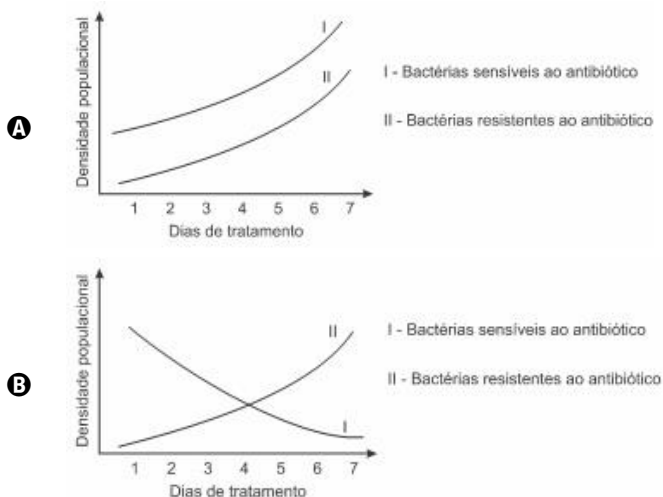 A
Densidade populacional
I
II
1 2 3 4 5 6 7
Dias de tratamento
I - Bactérias sensíveis ao antibiótico
II - Bactérias resistentes ao antibiótico
B
Densidade populacional
II
I
1 2 3 4 5 6 7
Dias de tratamento
I - Bactérias sensíveis ao antibiótico
II - Bactérias resistentes ao antibiótico